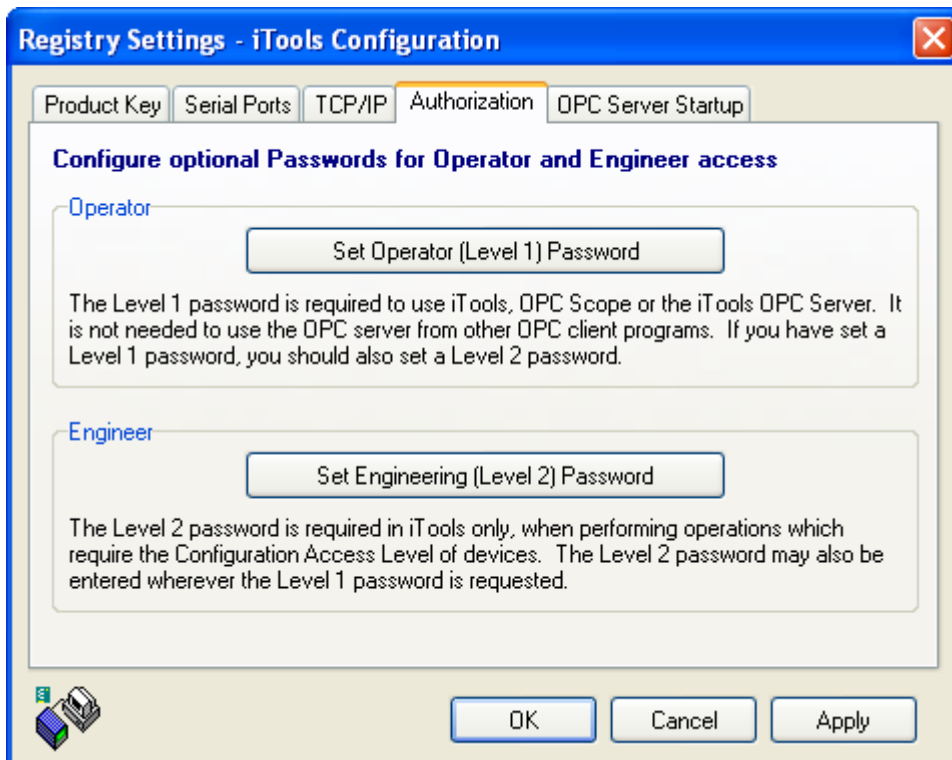 Registry Settings - iTools Configuration
Product Key Serial Ports TCP/IP Authorization OPC Server Startup
Configure optional Passwords for Operator and Engineer access
Operator
Set Operator (Level 1) Password
The Level 1 password is required to use iTools, OPC Scope or the iTools OPC Server. It
is not needed to use the OPC server from other OPC client programs. If you have set a
Level 1 password, you should also set a Level 2 password.
Engineer
Set Engineering (Level 2) Password
The Level 2 password is required in iTools only, when performing operations which
require the Configuration Access Level of devices. The Level 2 password may also be
entered wherever the Level 1 password is requested.
OK Cancel Apply